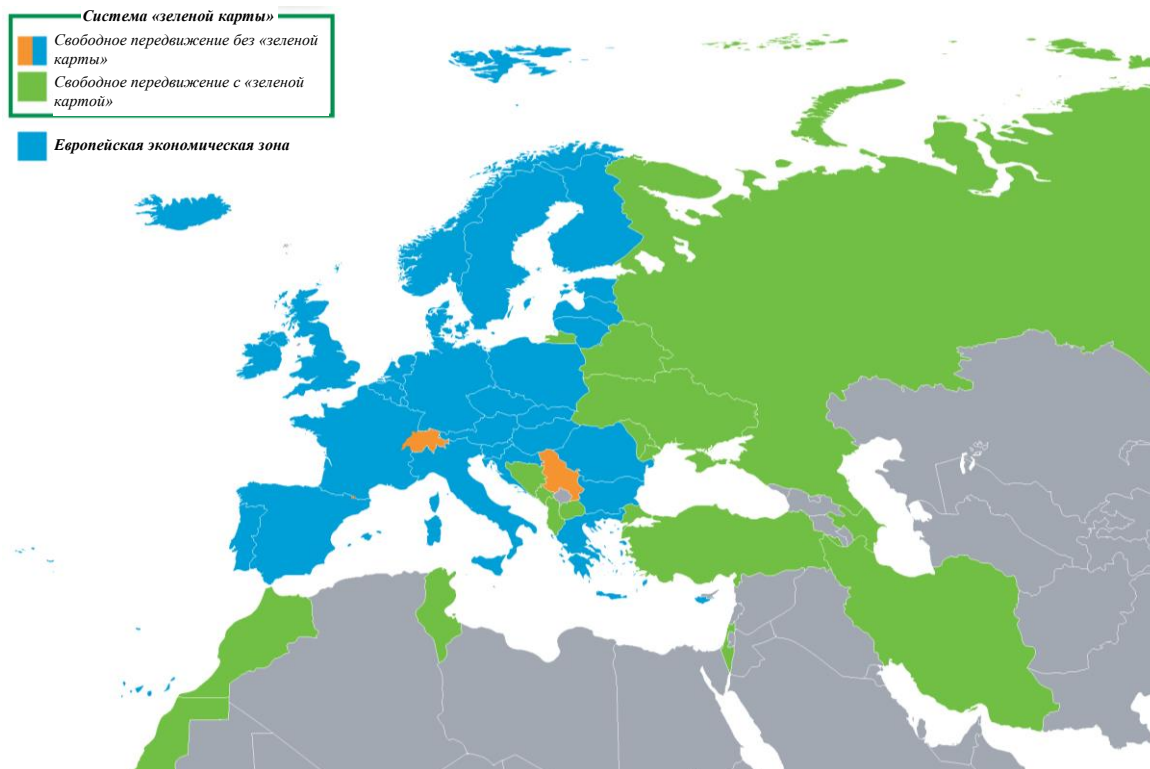 Система «зеленой карты»
Свободное передвижение без «зеленой
карты»
Свободное передвижение с «зеленой
картой»
Европейская экономическая зона